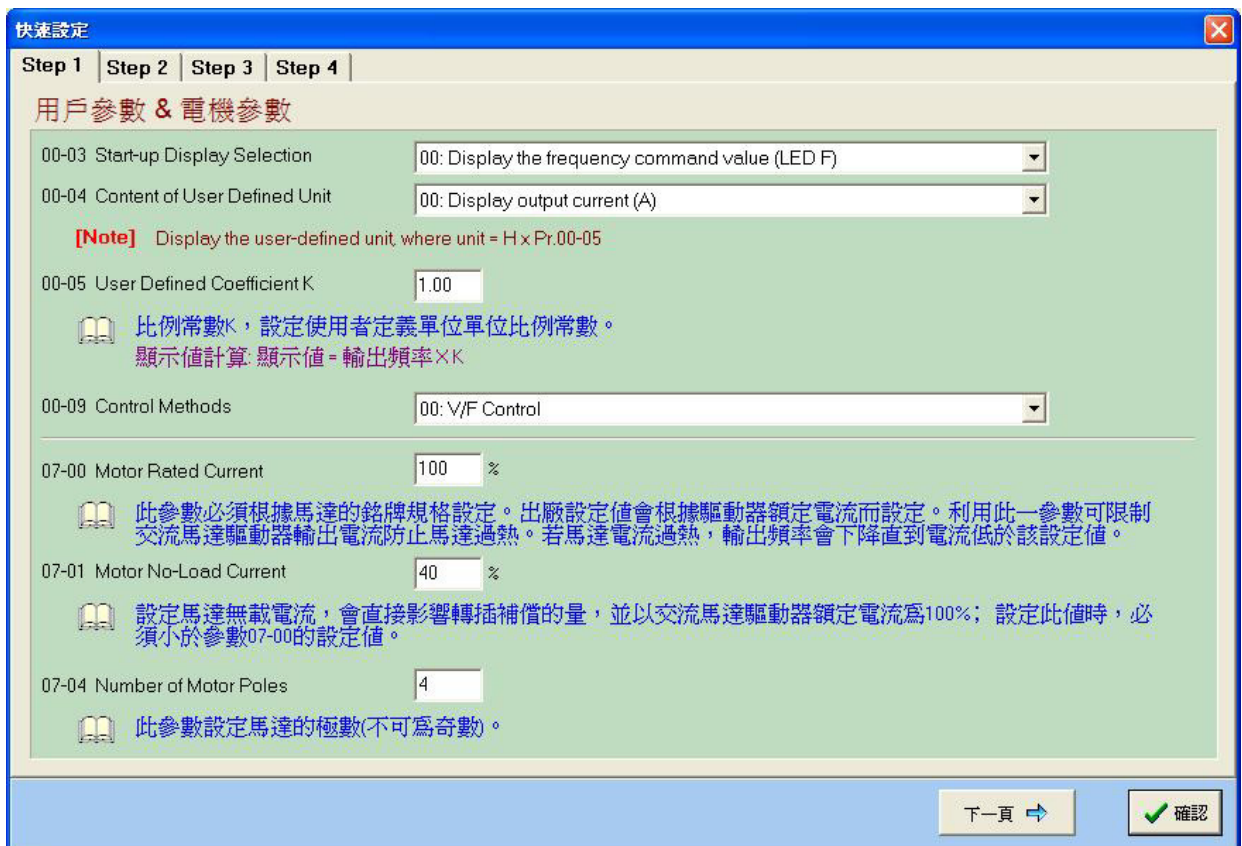 快速設定
Step 1 Step 2 Step 3 Step 4
用戶參數 & 電機參數
00-03 Start-up Display Selection 00: Display the frequency command value (LED F)
00-04 Content of User Defined Unit 00: Display output current (A)
[Note] Display the user-defined unit, where unit = H x Pr.00-05
00-05 User Defined Coefficient K 1.00
比例常數K，設定使用者定義單位單位比例常數。
顯示值計算: 顯示值 = 輸出頻率×K
00-09 Control Methods 00: V/F Control
07-00 Motor Rated Current 100 %
此參數必須根據馬達的銘牌規格設定。出廠設定值會根據驅動器額定電流而設定。利用此一參數可限制
交流馬達驅動器輸出電流防止馬達過熱。若馬達電流過熱，輸出頻率會下降直到電流低於該設定值。
07-01 Motor No-Load Current 40 %
設定馬達無載電流，會直接影響轉插補償的量，並以交流馬達驅動器額定電流為100%; 設定此值時，必
須小於參數07-00的設定值。
07-04 Number of Motor Poles 4
此參數設定馬達的極數(不可為奇數)。
下一頁 確認